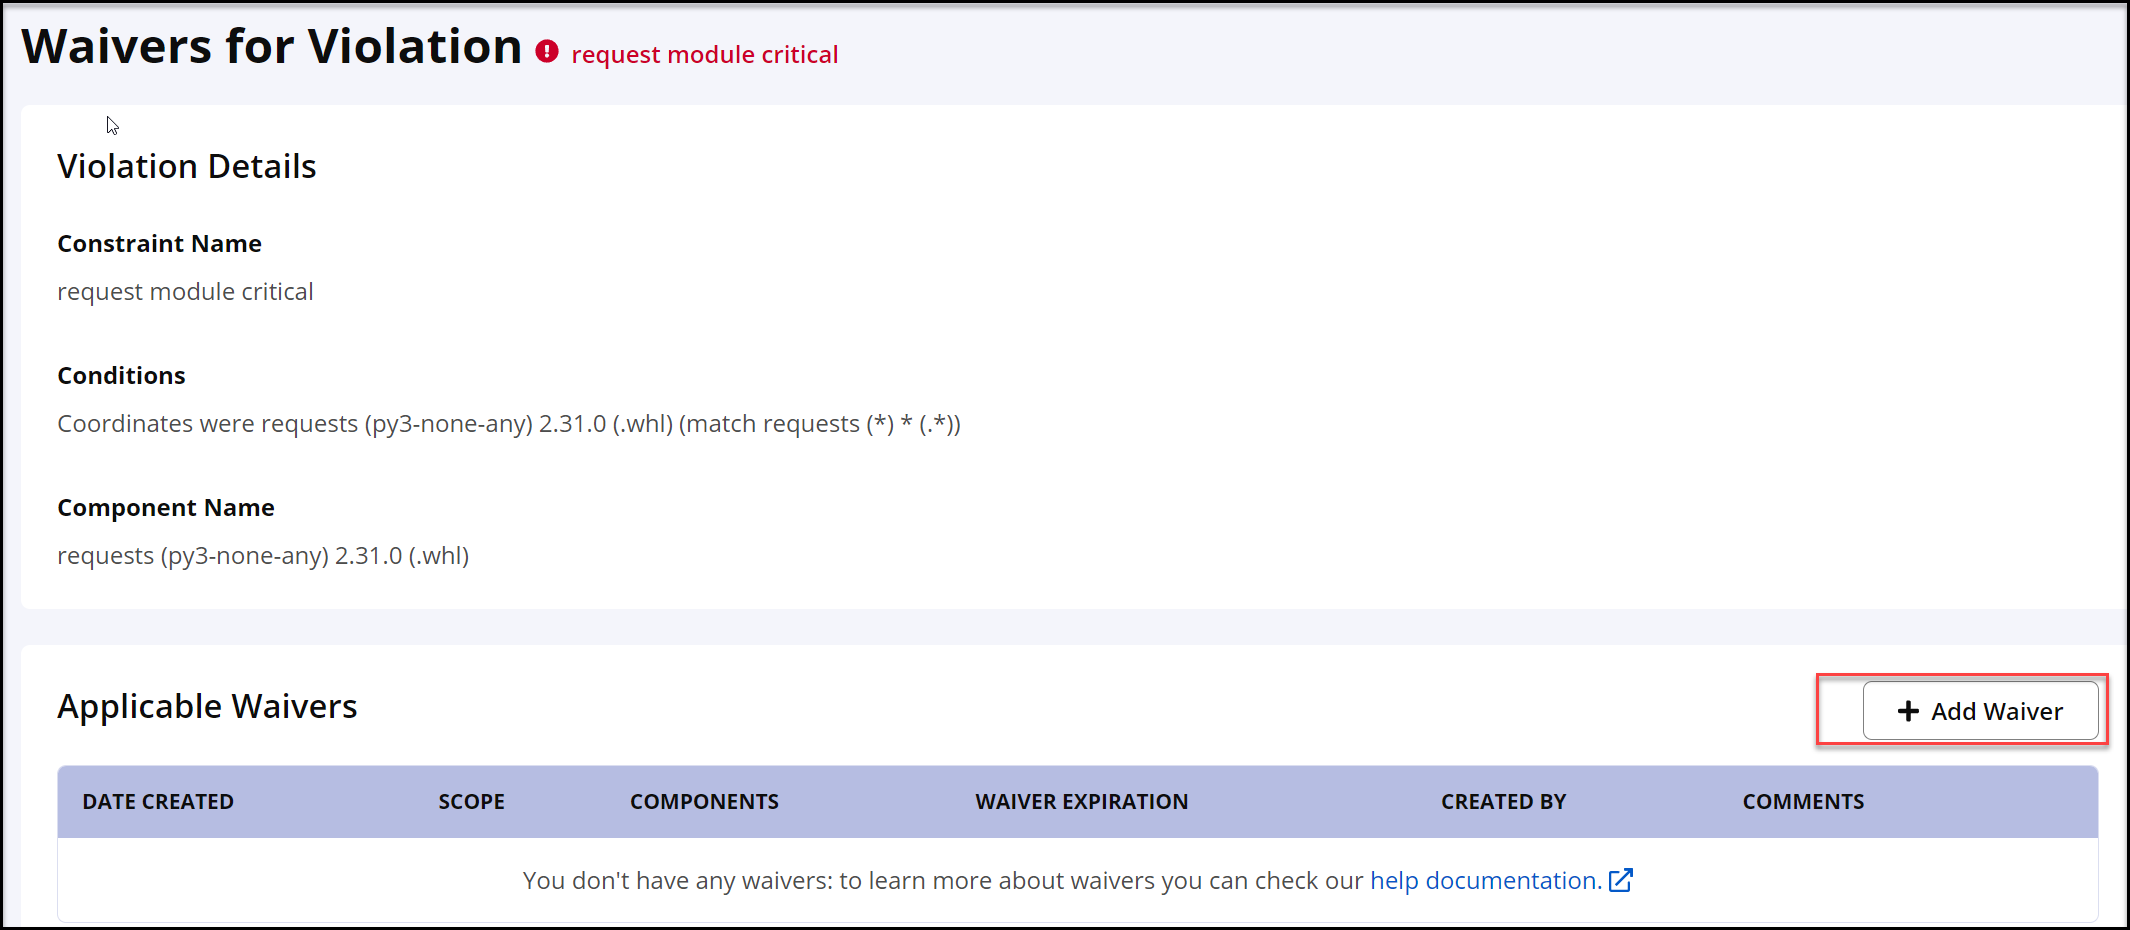 Waivers for Violation request module critical
Violation Details
Constraint Name
request module critical
Conditions
Coordinates were requests (py3-none-any) 2.31.0 (.whl) (match requests (*) * (.*))
Component Name
requests (py3-none-any) 2.31.0 (.whl)
Applicable Waivers
Add Waiver
DATE CREATED SCOPE COMPONENTS WAIVER EXPIRATION CREATED BY COMMENTS
You don't have any waivers: to learn more about waivers you can check our help documentation.